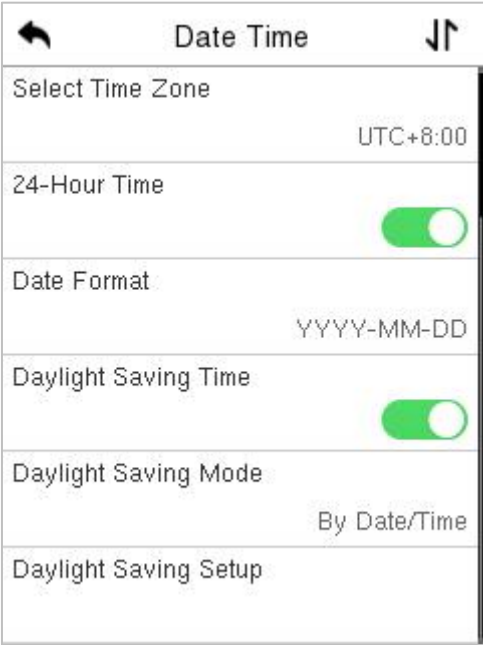 Date Time
Select Time Zone
UTC+8:00
24-Hour Time
Date Format
YYYY-MM-DD
Daylight Saving Time
Daylight Saving Mode
By Date/Time
Daylight Saving Setup